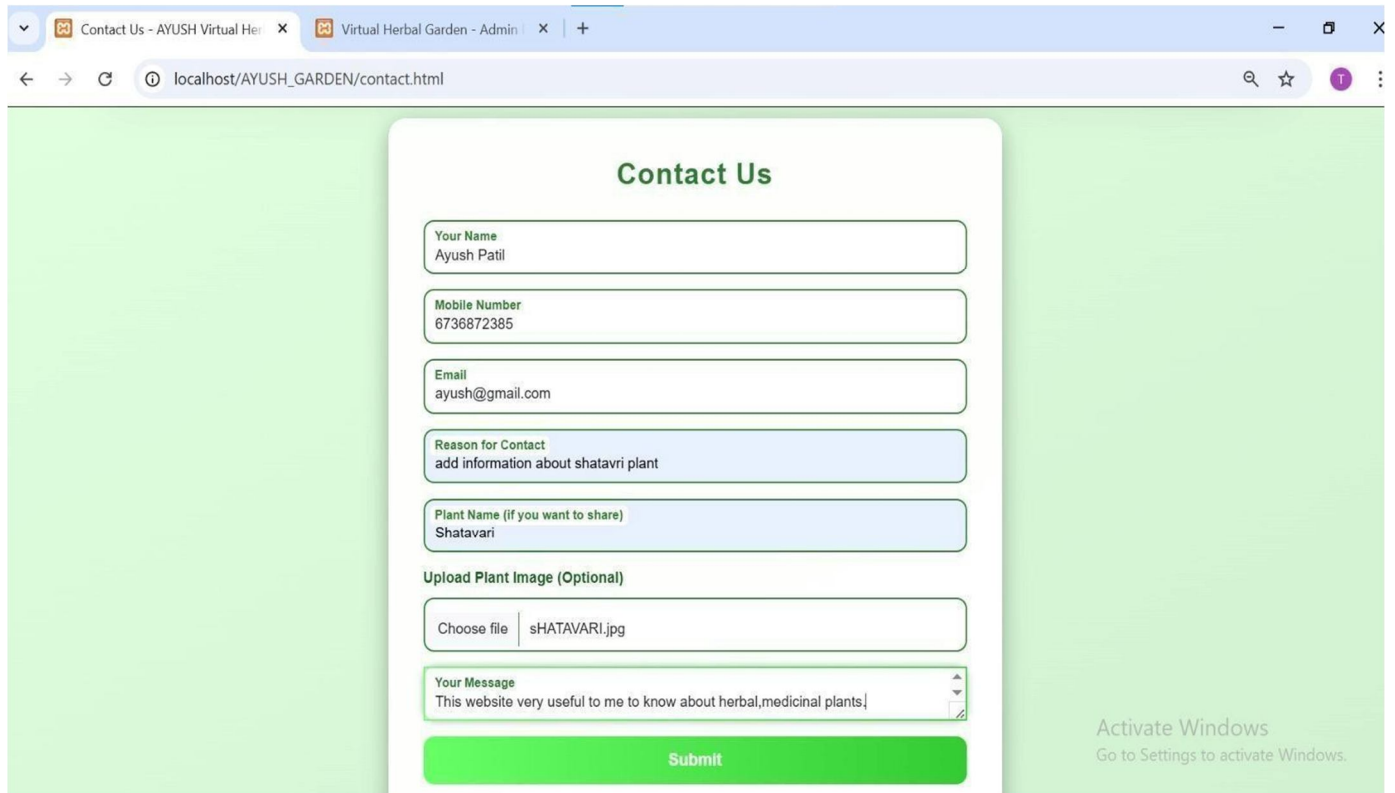 Contact Us - AYUSH Virtual Her
Virtual Herbal Garden - Admin
localhost/AYUSH_GARDEN/contact.html
T
Contact Us
Your Name
Ayush Patil
Mobile Number
6736872385
Email
ayush@gmail.com
Reason for Contact
add information about shatavri plant
Plant Name (if you want to share)
Shatavari
Upload Plant Image (Optional)
Choose file sHATAVARI.jpg
Your Message
This website very useful to me to know about herbal,medicinal plants.
Submit
Activate Windows
Go to Settings to activate Windows.